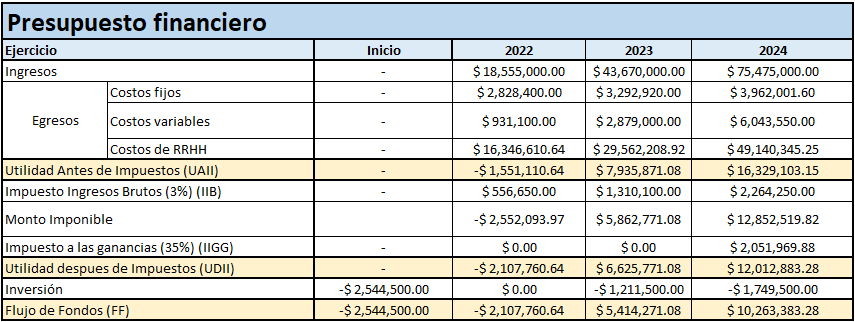 Presupuesto financiero
Ejercicio Inicio 2022 2023 2024
Ingresos - $ 18,555,000.00 $ 43,670,000.00 $ 75,475,000.00
Egresos Costos fijos - $ 2,828,400.00 $ 3,292,920.00 $ 3,962,001.60
Costos variables - $ 931,100.00 $ 2,879,000.00 $ 6,043,550.00
Costos de RRHH - $ 16,346,610.64 $ 29,562,208.92 $ 49,140,345.25
Utilidad Antes de Impuestos (UAII) - -$ 1,551,110.64 $ 7,935,871.08 $ 16,329,103.15
Impuesto Ingresos Brutos (3%) (IIB) - $ 556,650.00 $ 1,310,100.00 $ 2,264,250.00
Monto Imponible -$ 2,552,093.97 $ 5,862,771.08 $ 12,852,519.82
Impuesto a las ganancias (35%) (IIGG) - $ 0.00 $ 0.00 $ 2,051,969.88
Utilidad despues de Impuestos (UDII) - -$ 2,107,760.64 $ 6,625,771.08 $ 12,012,883.28
Inversión -$ 2,544,500.00 $ 0.00 -$ 1,211,500.00 -$ 1,749,500.00
Flujo de Fondos (FF) -$ 2,544,500.00 -$ 2,107,760.64 $ 5,414,271.08 $ 10,263,383.28